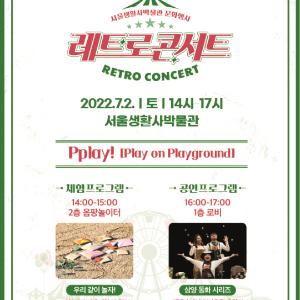 서울생활사박물관 문화행사
레트로콘서트
RETRO CONCERT
2022.7.2. | 토 | 14시-17시
서울생활사박물관
Pplay! [Play on Playground]
체험프로그램
14:00-15:00
2층 옴팡놀이터
우리 같이 놀자!
공연프로그램
16:00-17:00
1층 로비
삼양 동화 시리즈